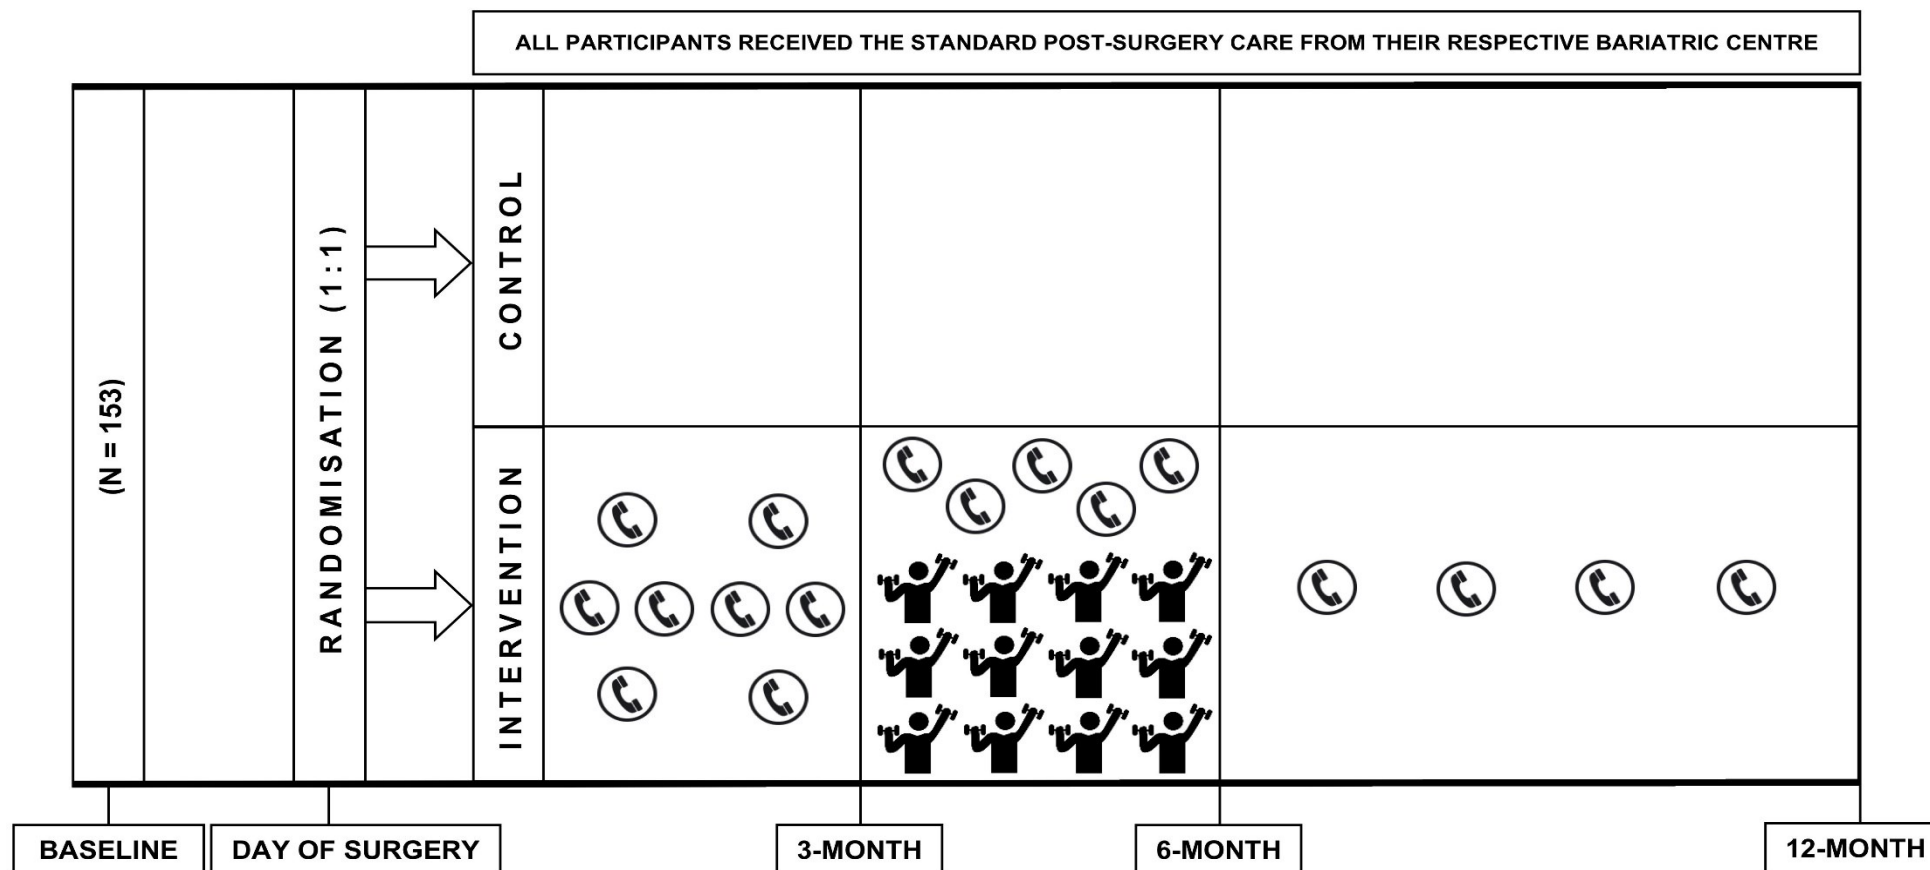 ALL PARTICIPANTS RECEIVED THE STANDARD POST-SURGERY CARE FROM THEIR RESPECTIVE BARIATRIC CENTRE
(N = 153)
RANDOMISATION (1:1)
CONTROL
INTERVENTION
BASELINE
DAY OF SURGERY
3-MONTH
6-MONTH
12-MONTH